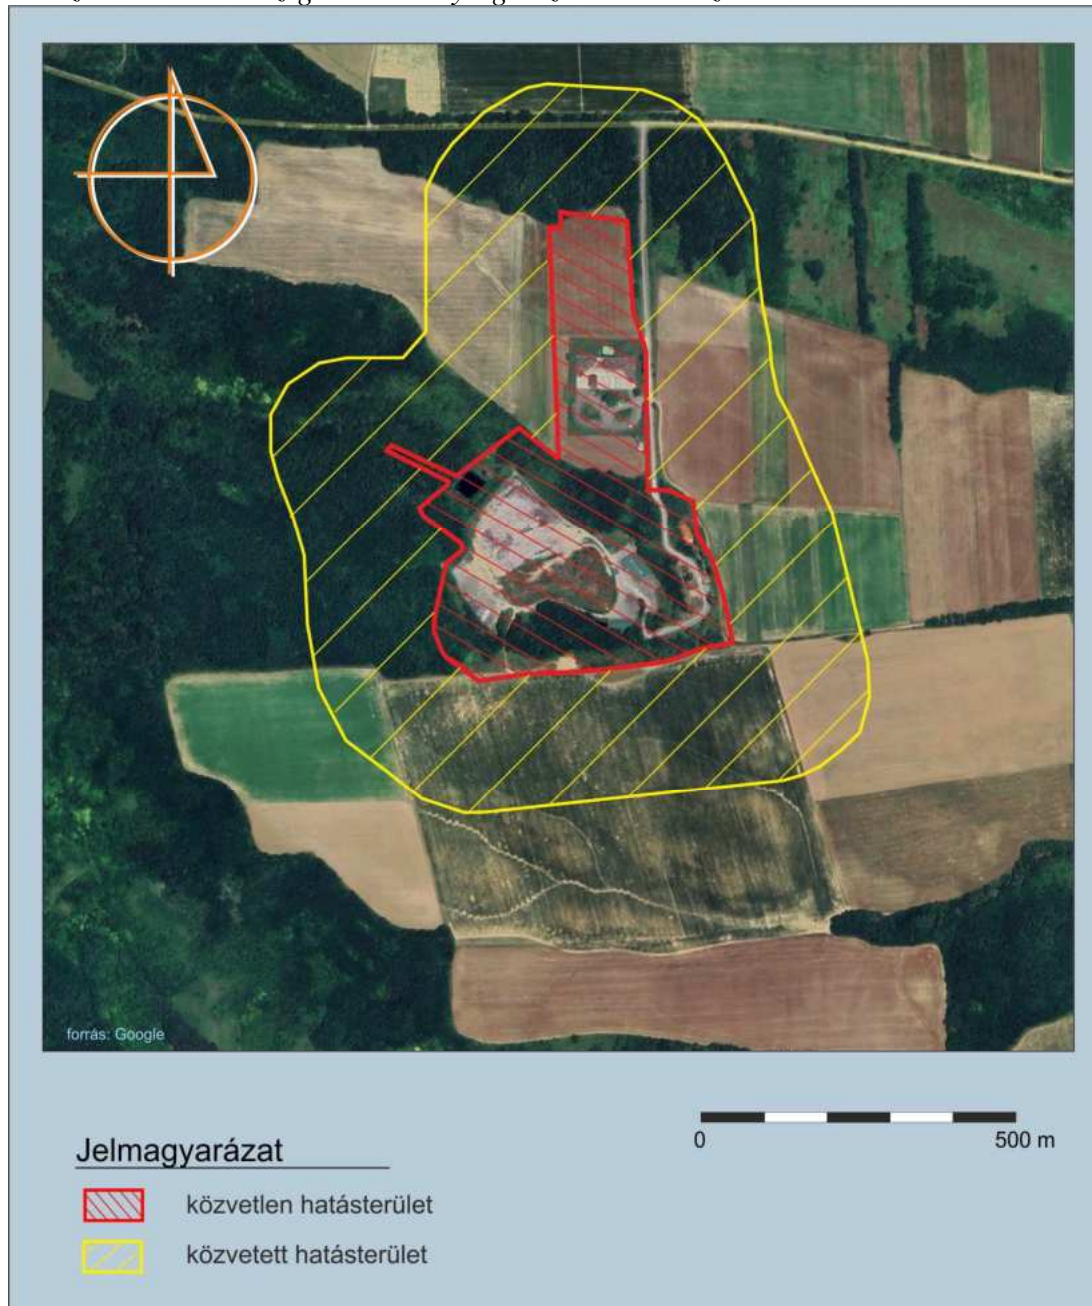 forrás: Google
0 500 m
Jelmagyarázat
közvetlen hatásterület
közvetett hatásterület